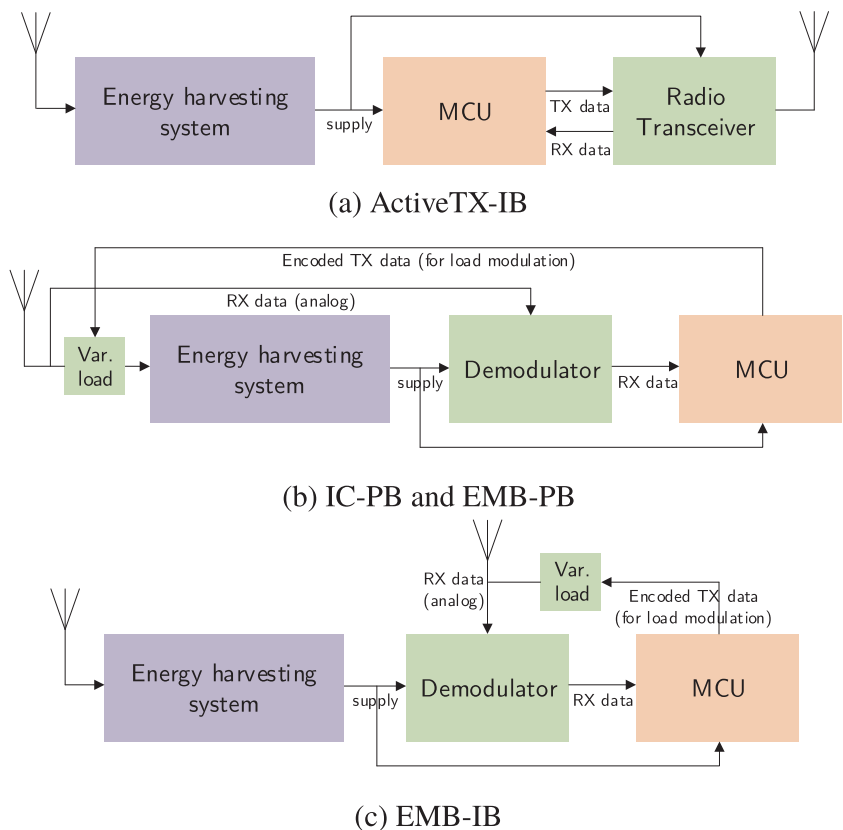 Energy harvesting
system
supply
MCU
TX data
RX data
Radio
Transceiver
(a) ActiveTX-IB
Encoded TX data (for load modulation)
RX data (analog)
Var.
load
Energy harvesting
system
supply
Demodulator
RX data
MCU
(b) IC-PB and EMB-PB
RX data
(analog)
Var.
load
Encoded TX data
(for load modulation)
Energy harvesting
system
supply
Demodulator
RX data
MCU
(c) EMB-IB